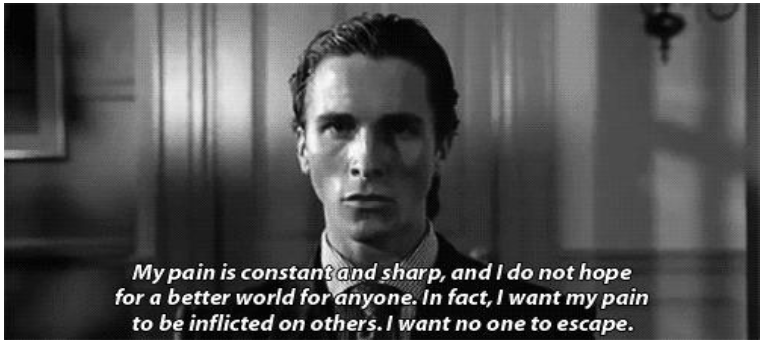 My pain is constant and sharp, and I do not hope
for a better world for anyone. In fact, I want my pain
to be inflicted on others. I want no one to escape.